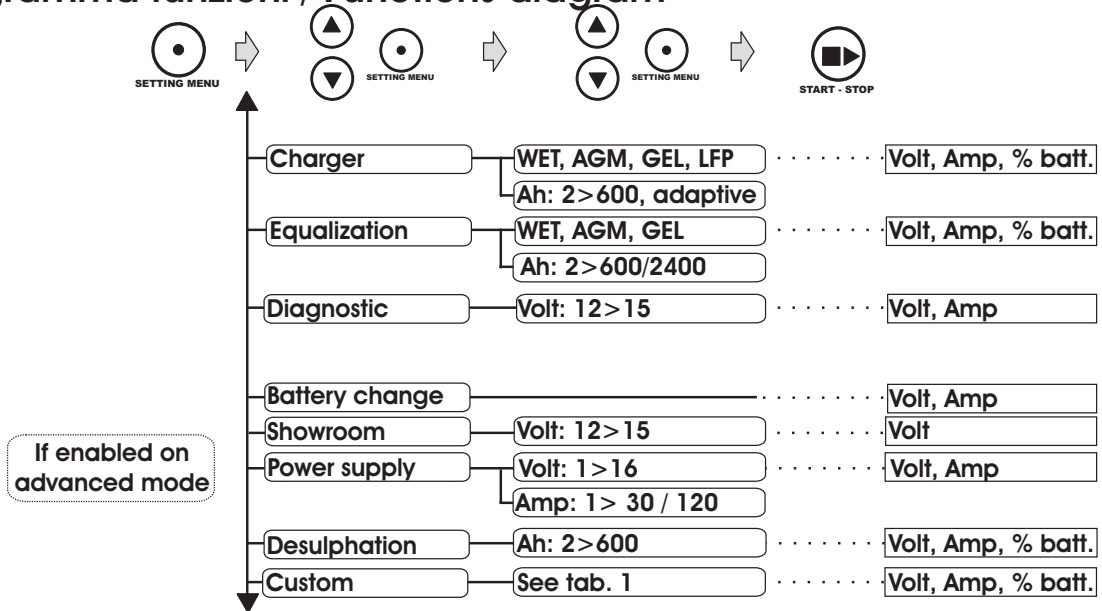 funzioni / Functions diagram
SETTING MENU
SETTING MENU
SETTING MENU
START - STOP
Charger
WET, AGM, GEL, LFP
Volt, Amp, % batt.
Ah: 2>600, adaptive
Equalization
WET, AGM, GEL
Volt, Amp, % batt.
Ah: 2>600/2400
Diagnostic
Volt: 12>15
Volt, Amp
Battery change
Volt, Amp
Showroom
Volt: 12>15
Volt
If enabled on
advanced mode
Power supply
Volt: 1>16
Volt, Amp
Amp: 1> 30 / 120
Desulphation
Ah: 2>600
Volt, Amp, % batt.
Custom
See tab. 1
Volt, Amp, % batt.